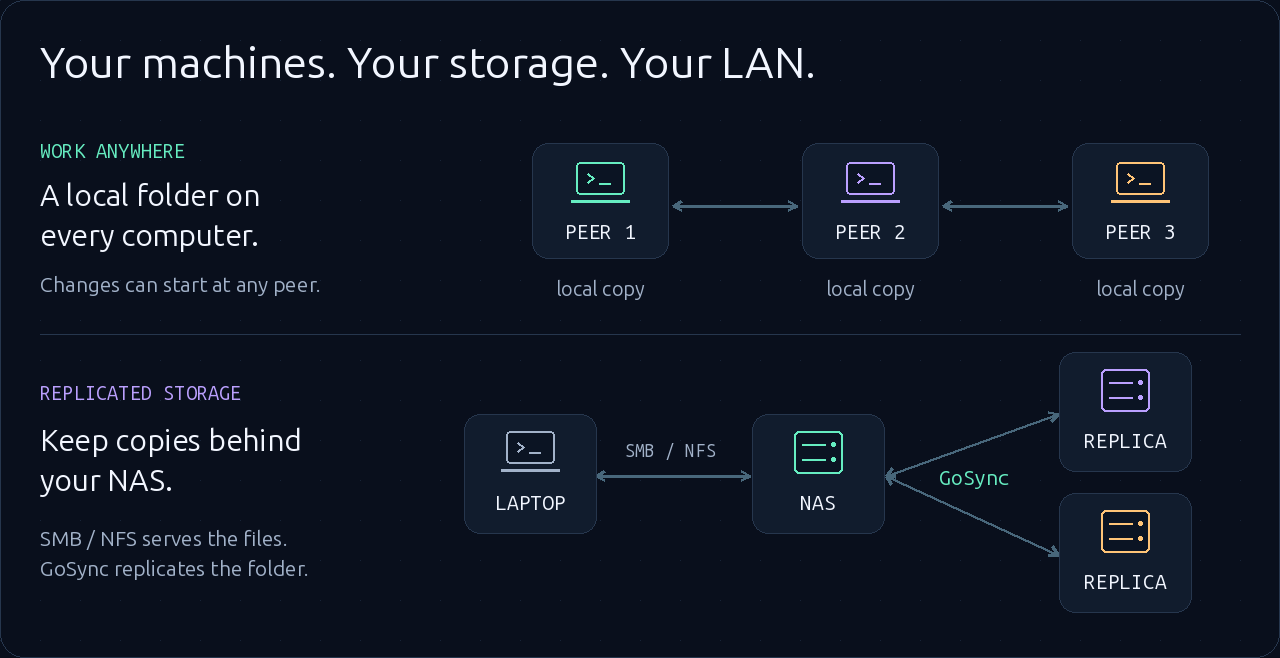 Your machines. Your storage. Your LAN.
WORK ANYWHERE
A local folder on
every computer.
Changes can start at any peer.
>_
PEER 1
local copy
>_
PEER 2
local copy
>_
PEER 3
local copy
REPLICATED STORAGE
Keep copies behind
your NAS.
SMB / NFS serves the files.
GoSync replicates the folder.
>_
LAPTOP
SMB / NFS
NAS
GoSync
REPLICA
REPLICA